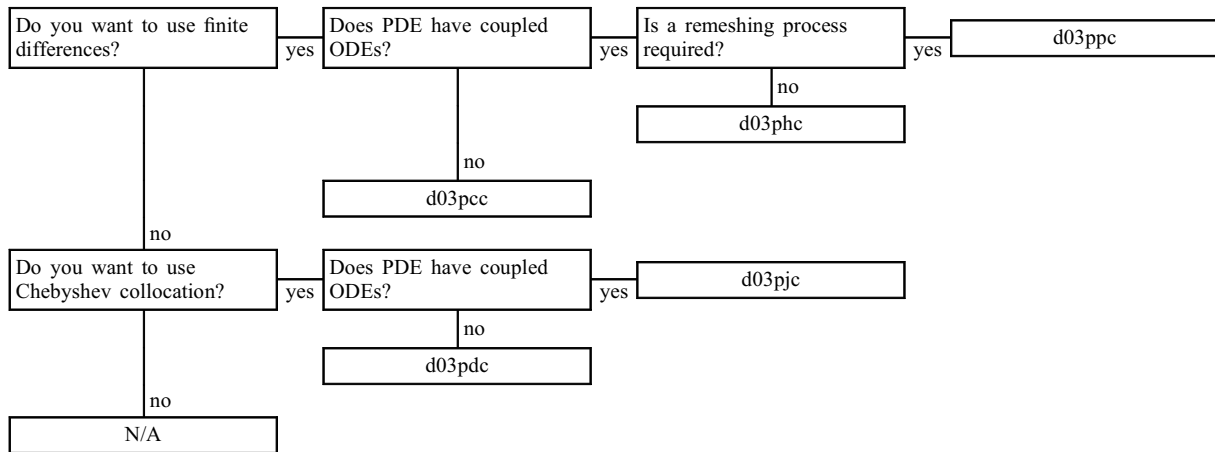 Do you want to use finite
differences?
yes
Does PDE have coupled
ODEs?
yes
Is a remeshing process
required?
yes
d03ppc
no
d03phc
no
d03pcc
no
Do you want to use
Chebyshev collocation?
yes
Does PDE have coupled
ODEs?
yes
d03pjc
no
d03pdc
no
N/A